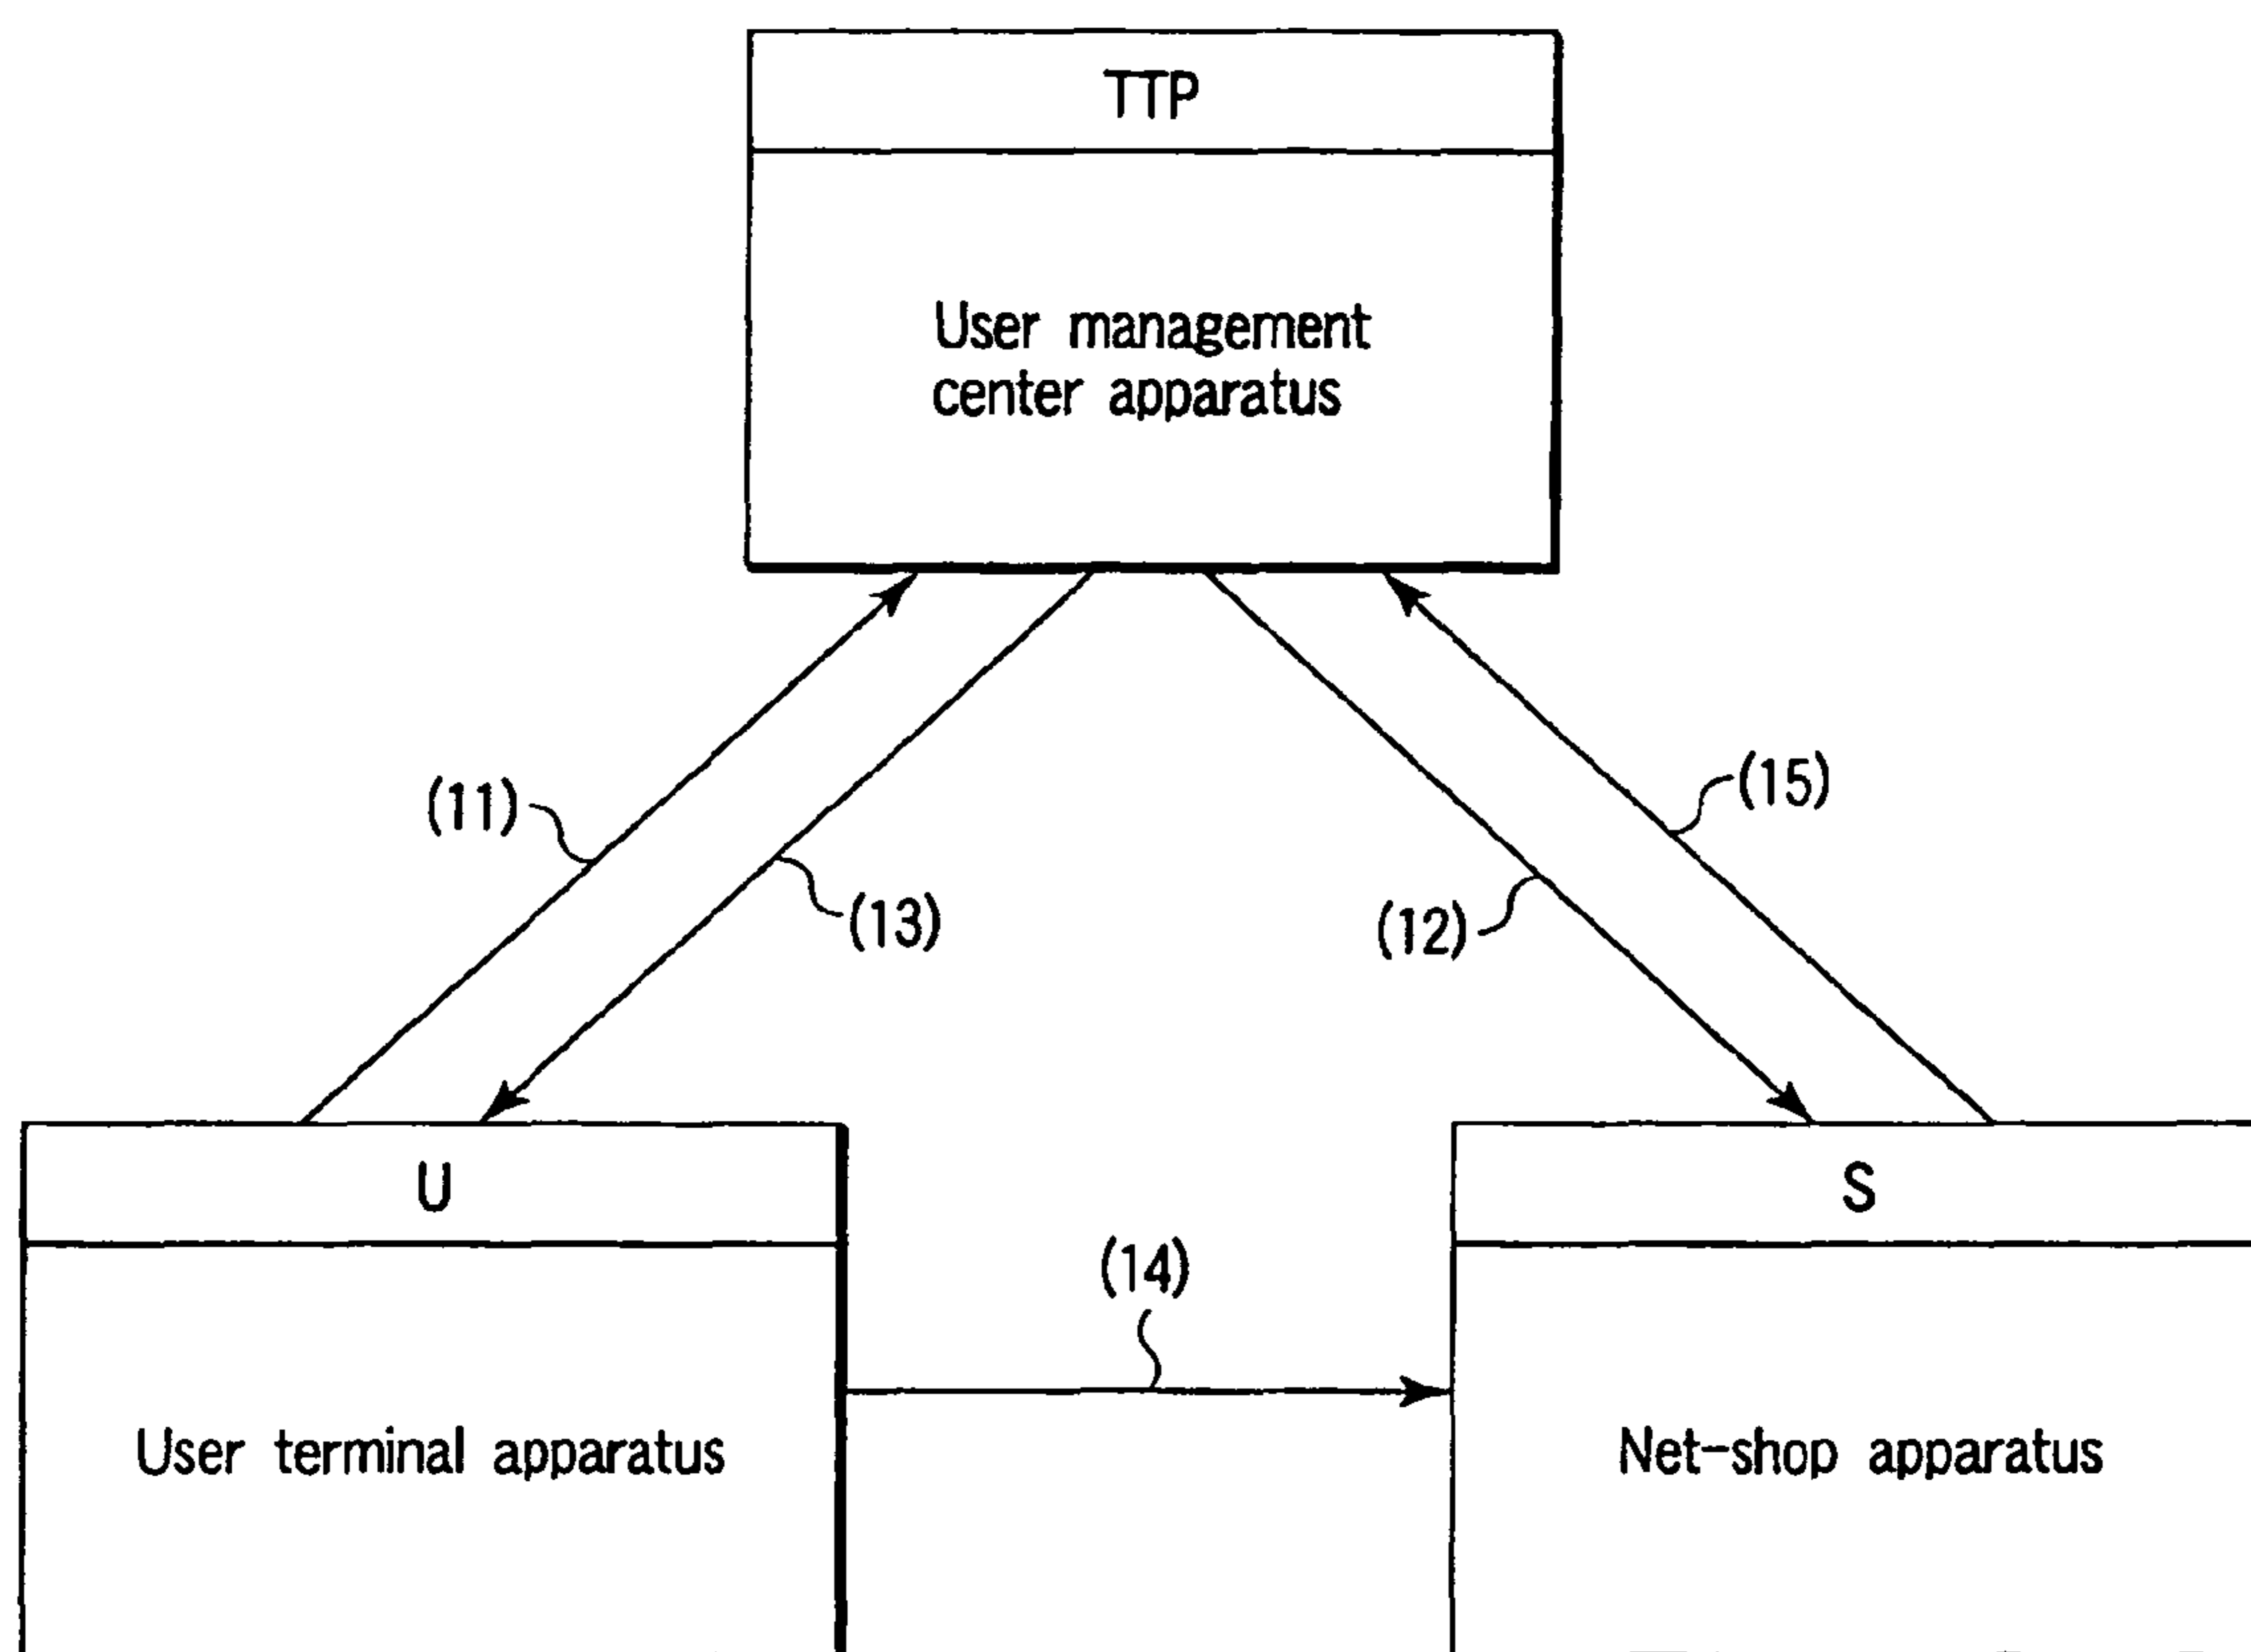 TTP
User management
center apparatus
(11)
(13)
(12)
(15)
U
S
(14)
User terminal apparatus
Net-shop apparatus